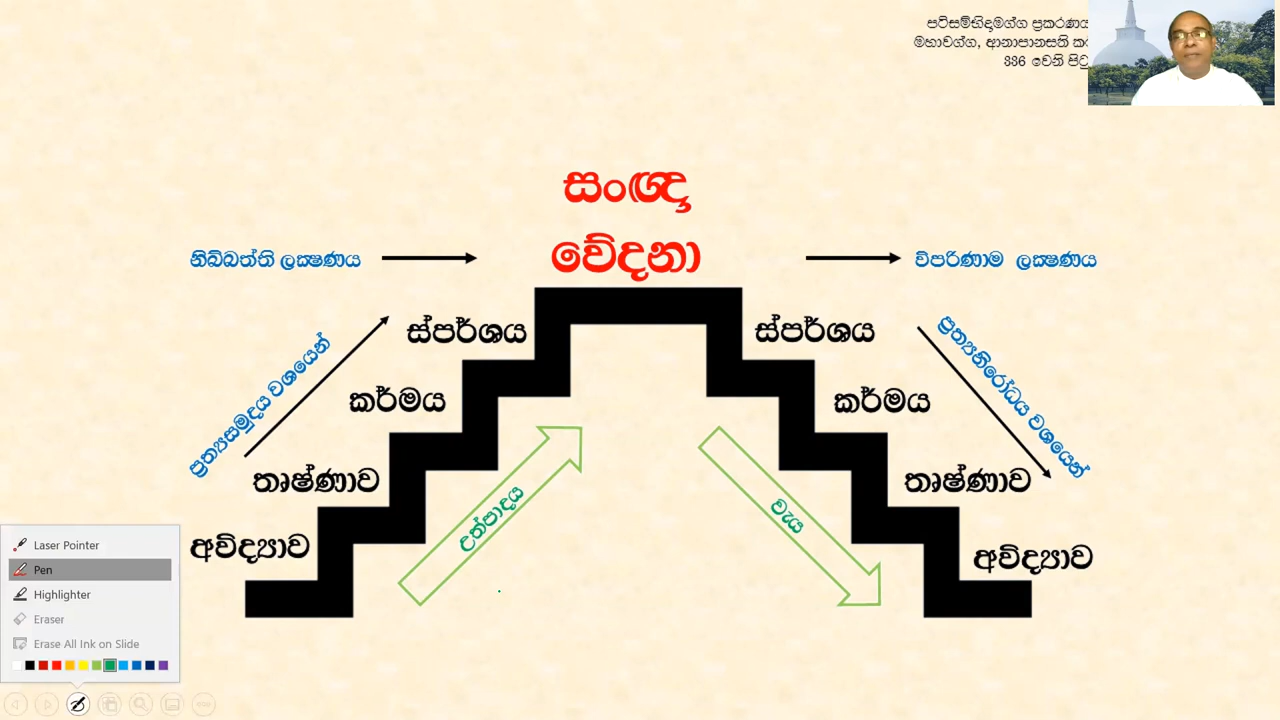 පටිසම්භිදාමග්ග ප්‍රකරණය
මහාවග්ග, ආනාපානසති
336 වෙනි
සංඥා
වේදනා
නිබ්බත්ති ලක්‍ෂණය
විපරිණාම ලක්‍ෂණය
ස්පර්ශය
ස්පර්ශය
ප්‍රත්‍යසමුදය වශයෙන්
ප්‍රත්‍යනිරෝධය වශයෙන්
කර්මය
කර්මය
තෘෂ්ණාව
තෘෂ්ණාව
උත්පාදය
වැය
අවිද්‍යාව
අවිද්‍යාව
Laser Pointer
Pen
Highlighter
Eraser
Erase All Ink on Slide